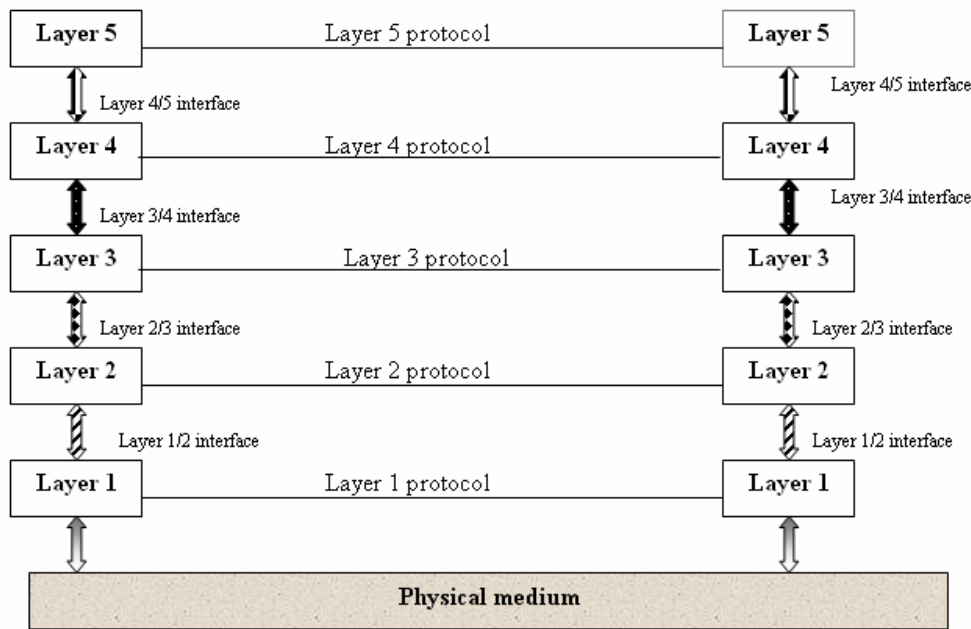 Layer 5
Layer 5 protocol
Layer 5
Layer 4/5 interface
Layer 4/5 interface
Layer 4
Layer 4 protocol
Layer 4
Layer 3/4 interface
Layer 3/4 interface
Layer 3
Layer 3 protocol
Layer 3
Layer 2/3 interface
Layer 2/3 interface
Layer 2
Layer 2 protocol
Layer 2
Layer 1/2 interface
Layer 1/2 interface
Layer 1
Layer 1 protocol
Layer 1
Physical medium